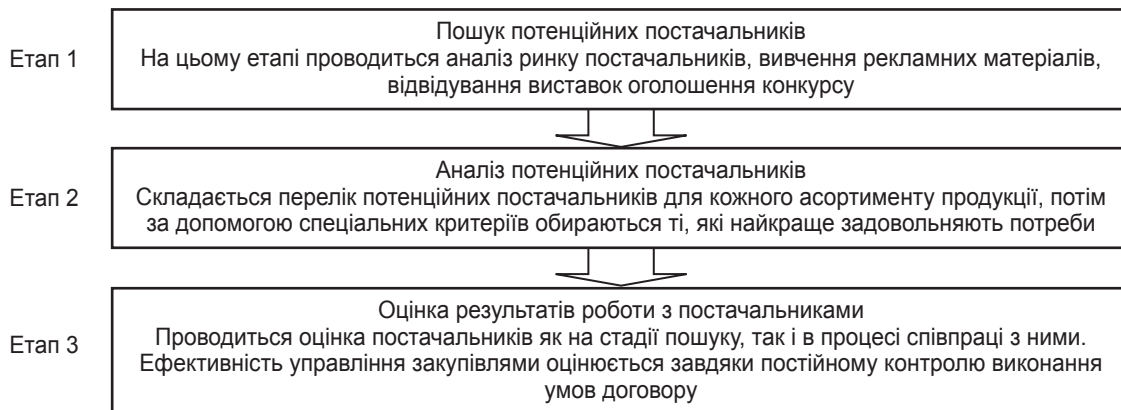 Етап 1
Пошук потенційних постачальників
На цьому етапі проводиться аналіз ринку постачальників, вивчення рекламних матеріалів,
відвідування виставок оголошення конкурсу
Етап 2
Аналіз потенційних постачальників
Складається перелік потенційних постачальників для кожного асортименту продукції, потім
за допомогою спеціальних критеріїв обираються ті, які найкраще задовольняють потреби
Етап 3
Оцінка результатів роботи з постачальниками
Проводиться оцінка постачальників як на стадії пошуку, так і в процесі співпраці з ними.
Ефективність управління закупівлями оцінюється завдяки постійному контролю виконання
умов договору